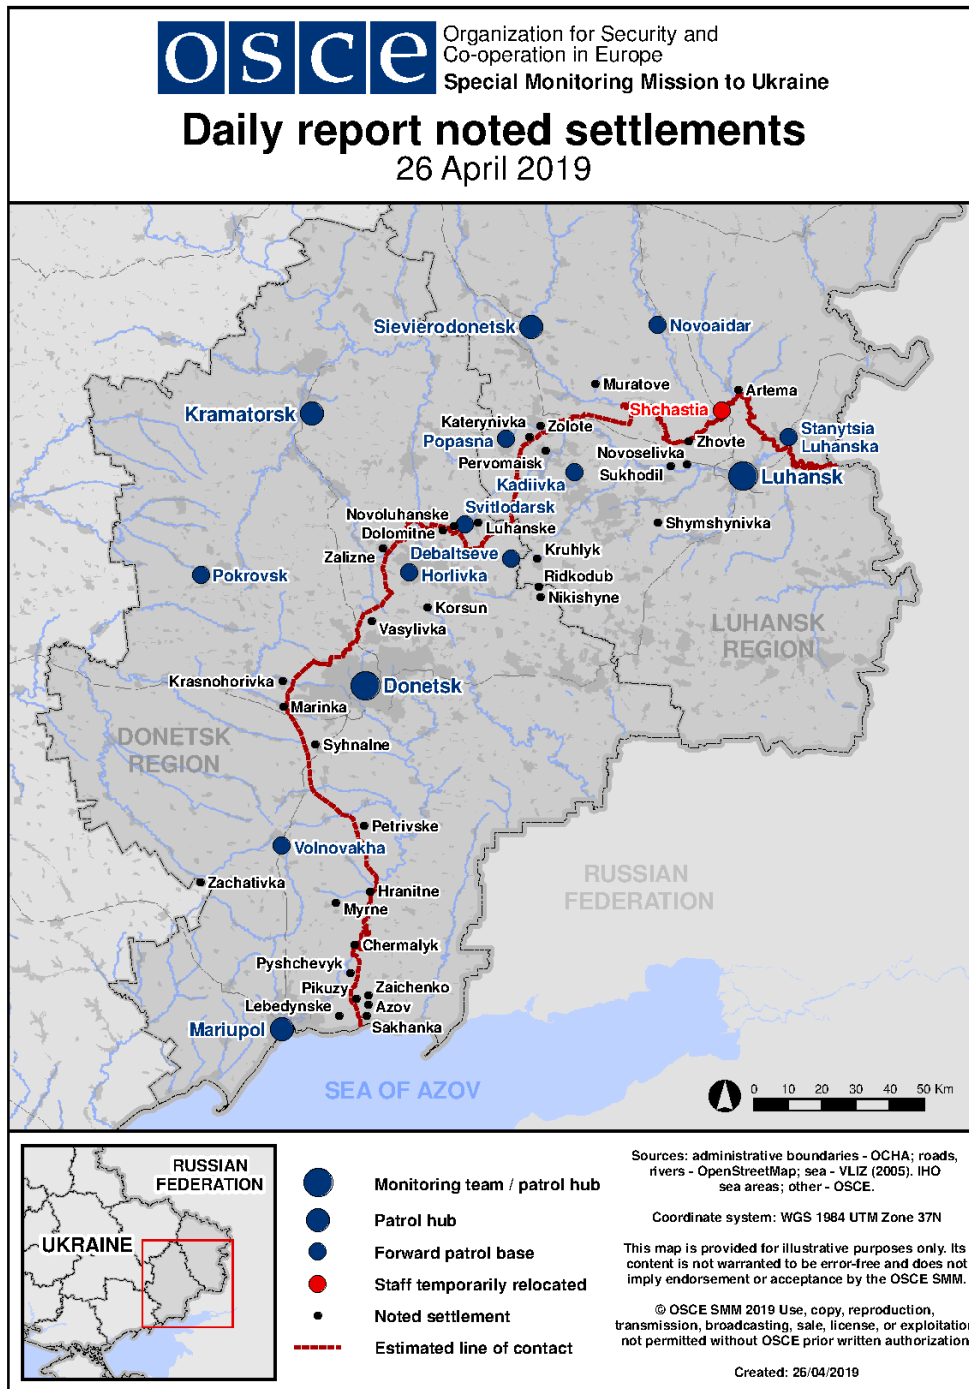 osce
Organization for Security and
Co-operation in Europe
Special Monitoring Mission to Ukraine
Daily report noted settlements
26 April 2019
Sievierodonetsk
Novoaidar
Muratove
Artema
Shchastia
Kramatorsk
Katerynivka
Zolote
Popasna
Stanytsia
Luhanska
Zhovte
Pervomaisk
Novoselivka
Kadiivka
Sukhodil
Luhansk
Svitlodarsk
Novoluhanske
Luhanske
Shymshynivka
Dolomitne
Zalizne
Debaltseve
Kruhlyk
Pokrovsk
Horlivka
Ridkodub
Nikishyne
Korsun
Vasylivka
LUHANSK
REGION
Krasnohorivka
Donetsk
Marinka
DONETSK
REGION
Syhnalne
Petrivske
Volnovakha
Zachativka
Hranitne
Myrne
RUSSIAN
FEDERATION
Chermalyk
Pyshchevyk
Pikuzy
Zaichenko
Lebedynske
Azov
Mariupol
Sakhanka
SEA OF AZOV
0 10 20 30 40 50 Km
RUSSIAN
FEDERATION
UKRAINE
Monitoring team / patrol hub
Patrol hub
Forward patrol base
Staff temporarily relocated
Noted settlement
Estimated line of contact
Sources: administrative boundaries - OCHA; roads,
rivers - OpenStreetMap; sea - VLIZ (2005). IHO
sea areas; other - OSCE.
Coordinate system: WGS 1984 UTM Zone 37N
This map is provided for illustrative purposes only. Its
content is not warranted to be error-free and does not
imply endorsement or acceptance by the OSCE SMM.
© OSCE SMM 2019 Use, copy, reproduction,
transmission, broadcasting, sale, license, or exploitation
not permitted without OSCE prior written authorization
Created: 26/04/2019